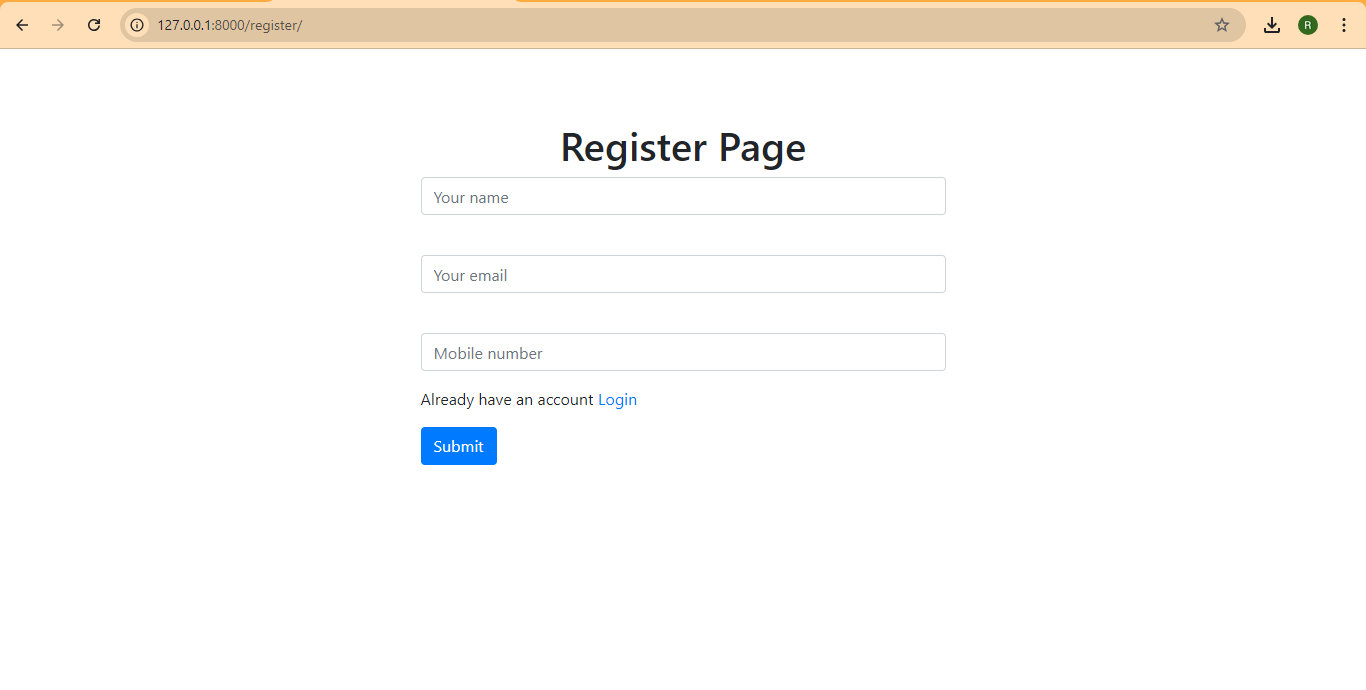 127.0.0.1:8000/register/
R
Register Page
Your name
Your email
Mobile number
Already have an account Login
Submit